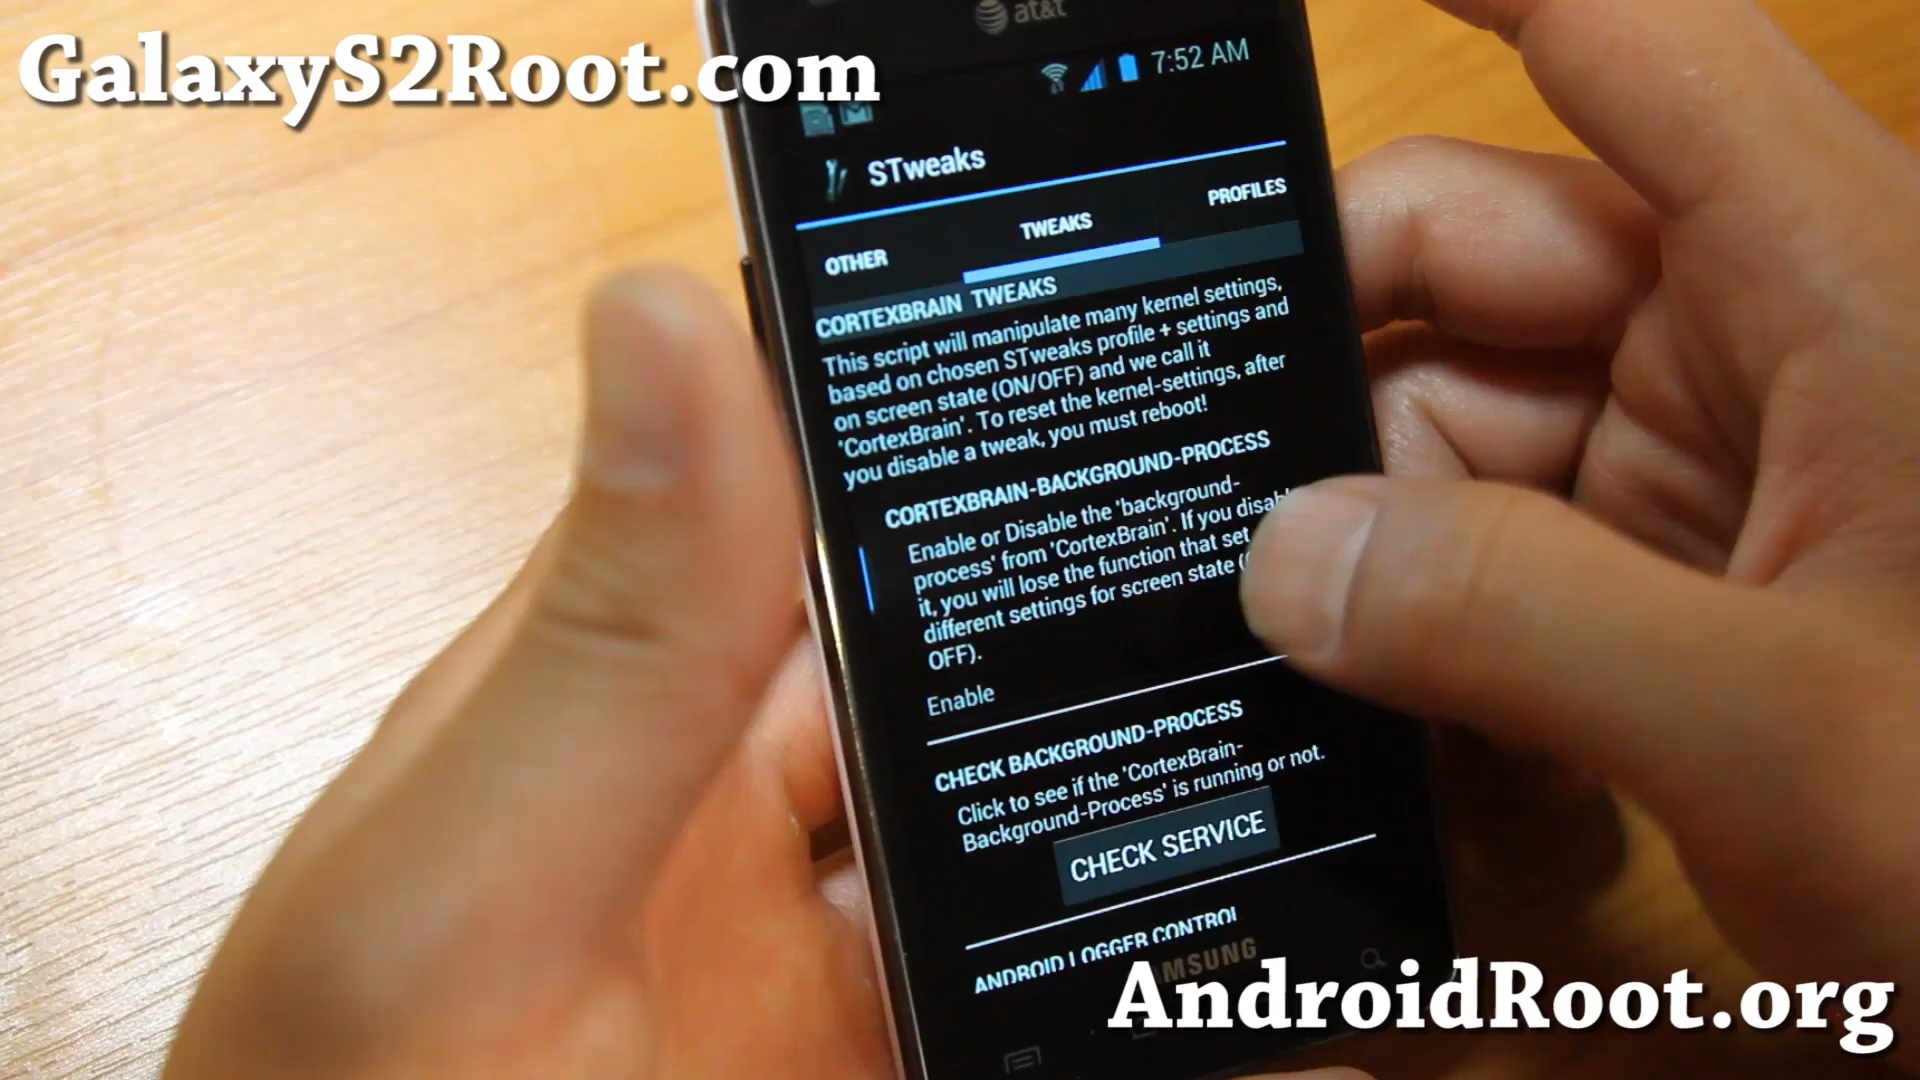 GalaxyS2Root.com
at&t
7:52 AM
STweaks
OTHER
TWEAKS
PROFILES
CORTEXBRAIN TWEAKS
This script will manipulate many kernel settings,
based on chosen STweaks profile + settings and
on screen state (ON/OFF) and we call it
'CortexBrain'. To reset the kernel-settings, after
you disable a tweak, you must reboot!
CORTEXBRAIN-BACKGROUND-PROCESS
Enable or Disable the 'background-
process' from 'CortexBrain'. If you
it, you will lose the function that set
different settings for screen state
OFF).
Enable
CHECK BACKGROUND-PROCESS
Click to see if the 'CortexBrain-
Background-Process' is running or not.
CHECK SERVICE
ANDROID LOGGER CONTROL
AndroidRoot.org